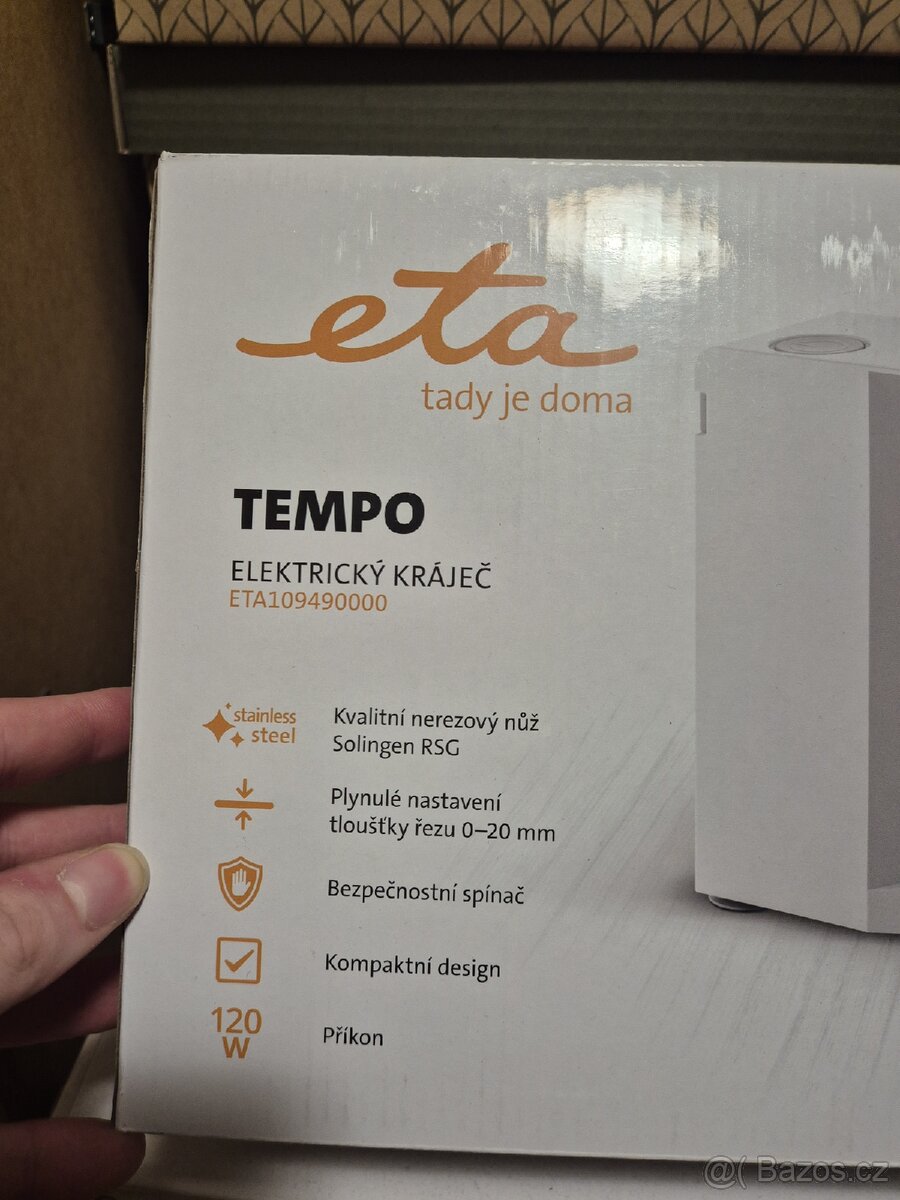 eta
tady je doma
TEMPO
ELEKTRICKÝ KRÁJEČ
ETA109490000
stainless
steel
Kvalitní nerezový nůž
Solingen RSG
Plynulé nastavení
tloušťky řezu 0–20 mm
Bezpečnostní spínač
Kompaktní design
120
W
Příkon
@( Bazos.cz